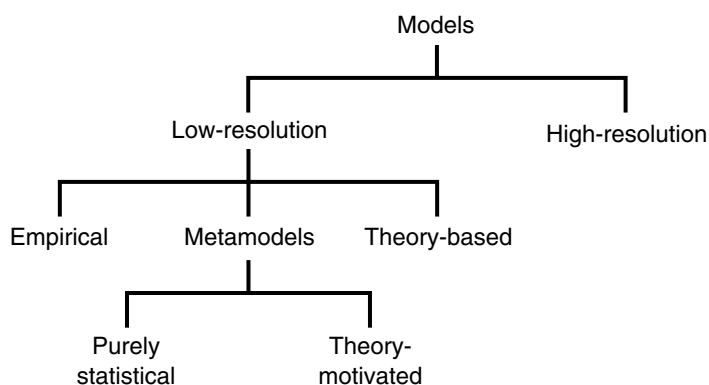 Models
Low-resolution
High-resolution
Empirical
Metamodels
Theory-based
Purely
statistical
Theory-
motivated